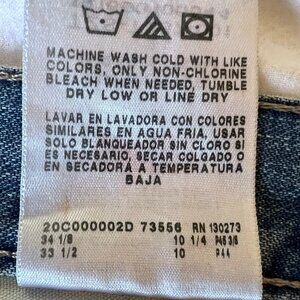 MACHINE WASH COLD WITH LIKE
COLORS, ONLY NON-CHLORINE
BLEACH WHEN NEEDED, TUMBLE
DRY LOW OR LINE DRY
LAVAR EN LAVADORA CON COLORES
SIMILARES EN AGUA FRIA, USAR
SOLO BLANQUEADOR SIN CLORO SI
ES NECESARIO, SECAR COLGADO O
EN SECADORA A TEMPERATURA
BAJA
20C000002D 73556 RN 130273
34 1/8 10 1/4
33 1/2 10